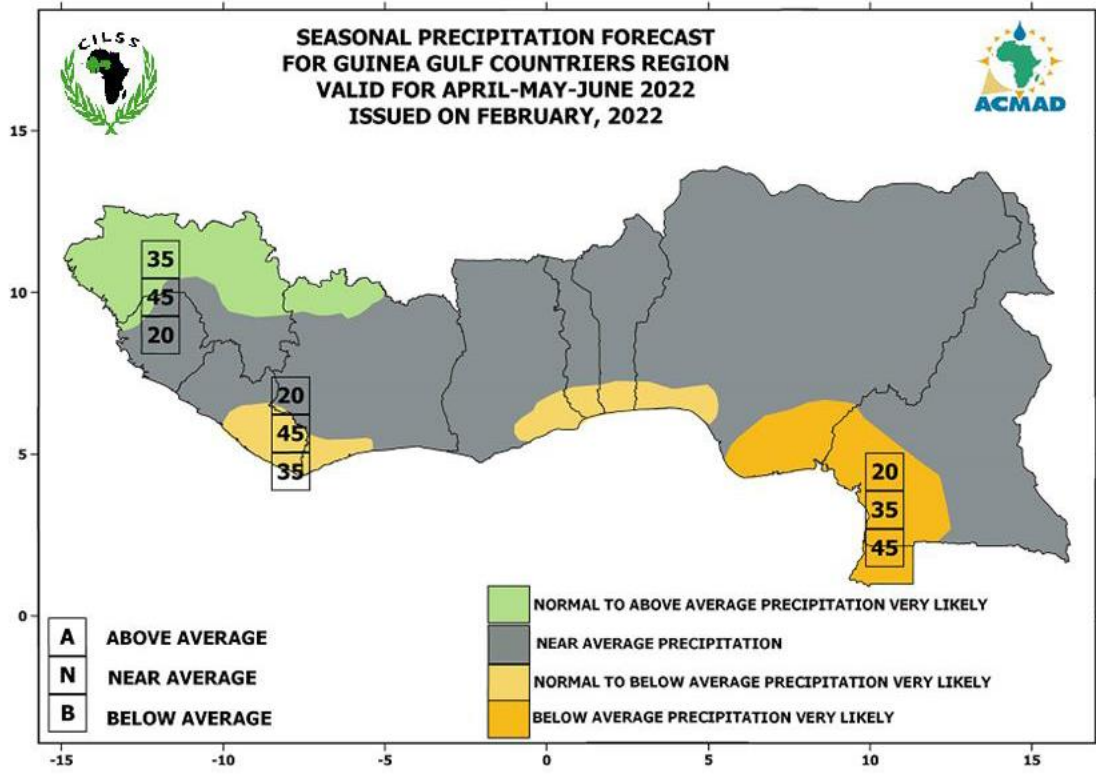 CILSS
SEASONAL PRECIPITATION FORECAST
FOR GUINEA GULF COUNTRIERS REGION
VALID FOR APRIL-MAY-JUNE 2022
ISSUED ON FEBRUARY, 2022
ACMAD
15
10
5
0
35
45
20
20
45
35
20
35
45
A ABOVE AVERAGE
N NEAR AVERAGE
B BELOW AVERAGE
NORMAL TO ABOVE AVERAGE PRECIPITATION VERY LIKELY
NEAR AVERAGE PRECIPITATION
NORMAL TO BELOW AVERAGE PRECIPITATION VERY LIKELY
BELOW AVERAGE PRECIPITATION VERY LIKELY
-15 -10 -5 0 5 10 15